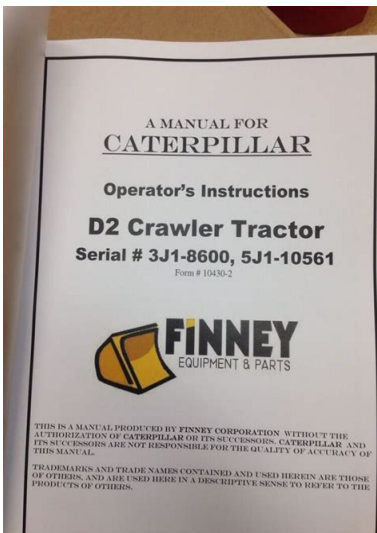 A MANUAL FOR
CATERPILLAR
Operator's Instructions
D2 Crawler Tractor
Serial # 3J1-8600, 5J1-10561
Form # 10430-2
FINNEY
EQUIPMENT & PARTS
THIS IS A MANUAL PRODUCED BY FINNEY CORPORATION WITHOUT THE
AUTHORIZATION OF CATERPILLAR OR ITS SUCCESSORS. CATERPILLAR AND
ITS SUCCESSORS ARE NOT RESPONSIBLE FOR THE QUALITY OF ACCURACY OF
THIS MANUAL.
TRADEMARKS AND TRADE NAMES CONTAINED AND USED HEREIN ARE THOSE
OF OTHERS, AND ARE USED HERE IN A DESCRIPTIVE SENSE TO REFER TO THE
PRODUCTS OF OTHERS.